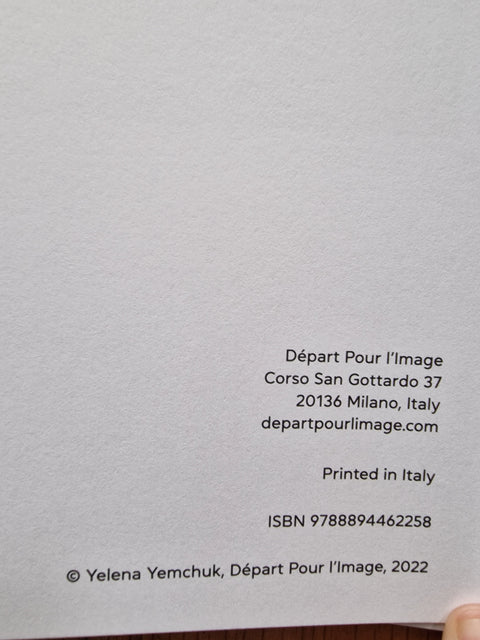 Départ Pour l'Image
Corso San Gottardo 37
20136 Milano, Italy
departpourlimage.com
Printed in Italy
ISBN 9788894462258
© Yelena Yemchuk, Départ Pour l'Image, 2022